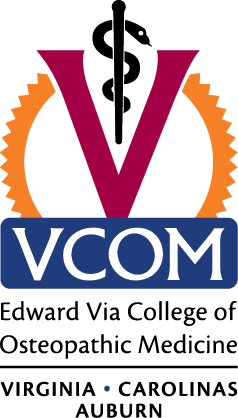 V
VCOM
Edward Via College of
Osteopathic Medicine
VIRGINIA • CAROLINAS
AUBURN